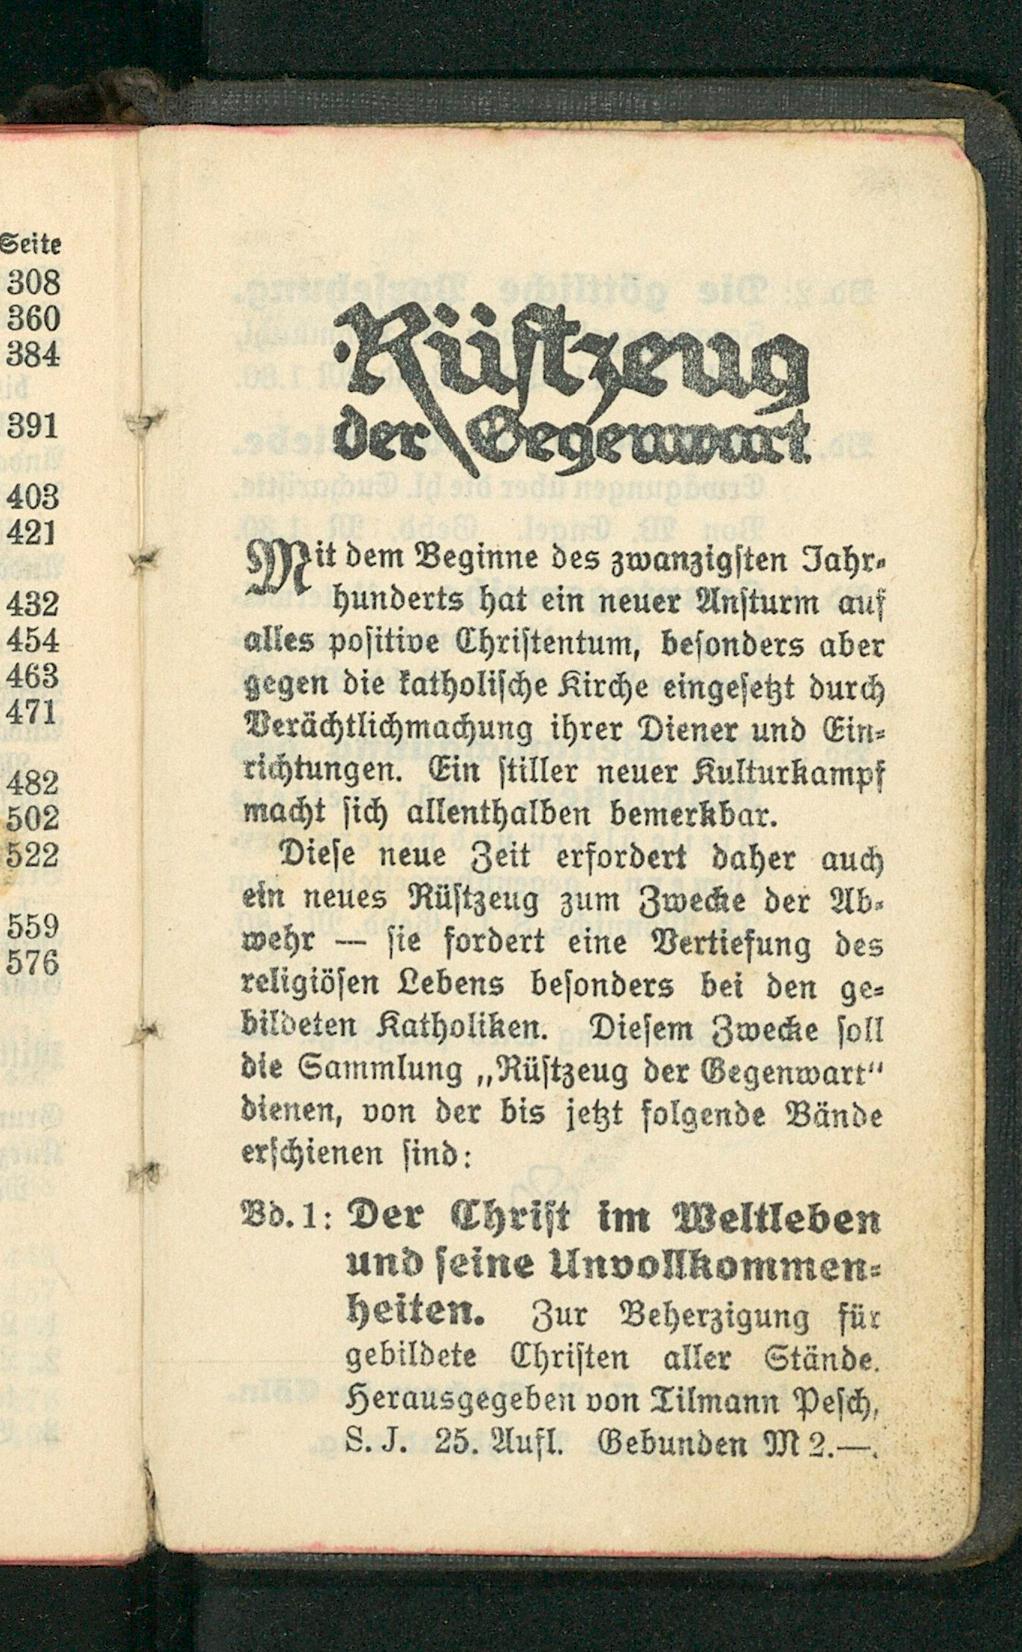 Seite
308
360
384
391
403
421
432
454
463
471
482
502
522
559
576
Rüstzeug
der Gegenwart
Mit dem Beginne des zwanzigsten Jahr-
hunderts hat ein neuer Ansturm auf
alles positive Christentum, besonders aber
gegen die katholische Kirche eingesetzt durch
Verächtlichmachung ihrer Diener und Ein-
richtungen. Ein stiller neuer Kulturkampf
macht sich allenthalben bemerkbar.
Diese neue Zeit erfordert daher auch
ein neues Rüstzeug zum Zwecke der Ab-
wehr — sie fordert eine Vertiefung des
religiösen Lebens besonders bei den ge-
bildeten Katholiken. Diesem Zwecke soll
die Sammlung „Rüstzeug der Gegenwart“
dienen, von der bis jetzt folgende Bände
erschienen sind:
Bd. 1: Der Christ im Weltleben
und seine Unvollkommen-
heiten. Zur Beherzigung für
gebildete Christen aller Stände.
Herausgegeben von Tilmann Pesch,
S. J. 25. Aufl. Gebunden M 2.—.